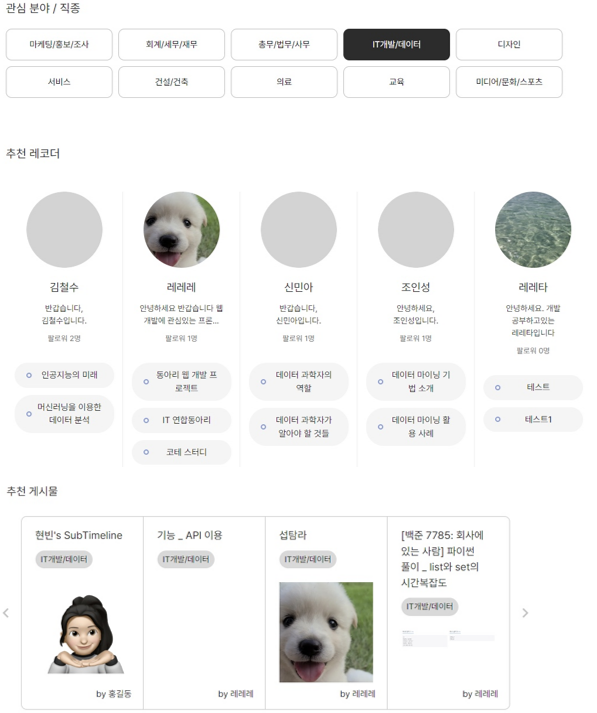 관심 분야 / 직종
마케팅/홍보/조사
회계/세무/재무
총무/법무/사무
IT개발/데이터
디자인
서비스
건설/건축
의료
교육
미디어/문화/스포츠
추천 레코더
김철수
반갑습니다,
김철수입니다.
팔로워 2명
인공지능의 미래
머신러닝을 이용한
데이터 분석
레레레
안녕하세요 반갑습니다 웹
개발에 관심있는 프론...
팔로워 1명
동아리 웹 개발 프
로젝트
IT 연합동아리
코테 스터디
신민아
반갑습니다,
신민아입니다.
팔로워 1명
데이터 과학자의
역할
데이터 과학자가
알아야 할 것들
조인성
안녕하세요,
조인성입니다.
팔로워 1명
데이터 마이닝 기
법 소개
데이터 마이닝 활
용 사례
레레타
안녕하세요. 개발
공부하고있는
레레타입니다
팔로워 0명
테스트
테스트1
추천 게시물
현빈's SubTimeline
IT개발/데이터
by 홍길동
기능 _ API 이용
IT개발/데이터
by 레레레
섭탐라
IT개발/데이터
by 레레레
[백준 7785: 회사에
있는 사람] 파이썬
풀이 _ list와 set의
시간복잡도
IT개발/데이터
by 레레레